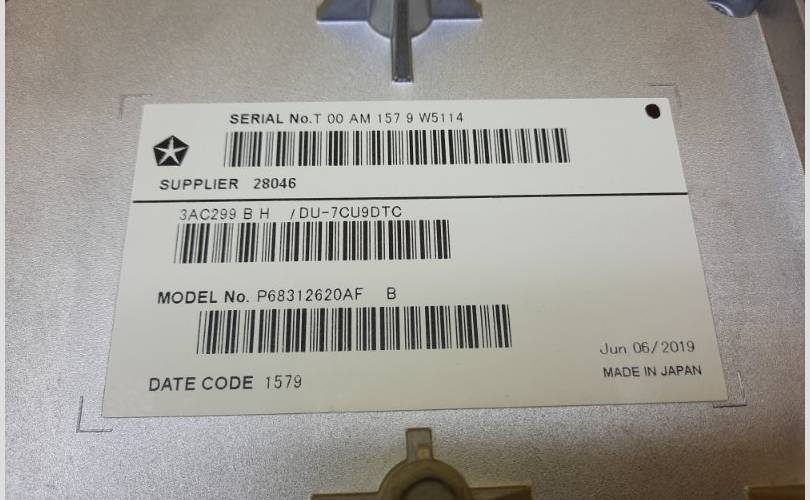 SERIAL No.T 00 AM 157 9 W5114
SUPPLIER 28046
3AC299 B H /DU-7CU9DTC
MODEL No. P68312620AF B
Jun 06/2019
MADE IN JAPAN
DATE CODE 1579